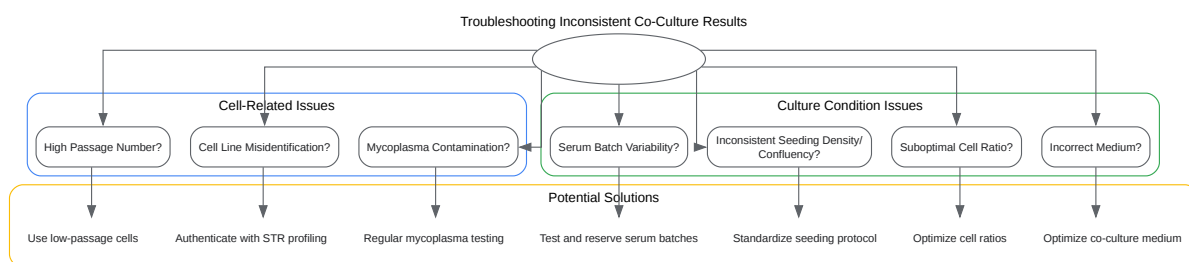 Troubleshooting Inconsistent Co-Culture Results
Cell-Related Issues
Culture Condition Issues
High Passage Number?
Cell Line Misidentification?
Mycoplasma Contamination?
Serum Batch Variability?
Inconsistent Seeding Density/
Confluency?
Suboptimal Cell Ratio?
Incorrect Medium?
Potential Solutions
Use low-passage cells
Authenticate with STR profiling
Regular mycoplasma testing
Test and reserve serum batches
Standardize seeding protocol
Optimize cell ratios
Optimize co-culture medium